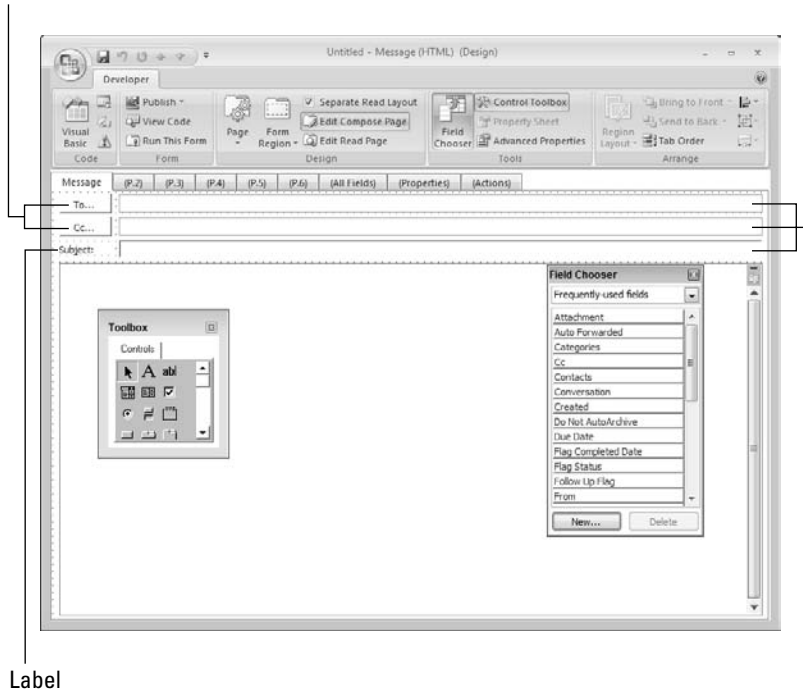 Untitled - Message (HTML) (Design)
Developer
Visual Basic
Code
Publish
View Code
Run This Form
Form
Page
Form Region
Separate Read Layout
Edit Compose Page
Edit Read Page
Design
Field Chooser
Control Toolbox
Property Sheet
Advanced Properties
Tools
Region Layout
Bring to Front
Send to Back
Tab Order
Arrange
Message (P.2) (P.3) (P.4) (P.5) (P.6) (All Fields) (Properties) (Actions)
To...
Cc...
Subject:
Toolbox
Controls
A abl
Field Chooser
Frequently-used fields
Attachment
Auto Forwarded
Categories
Cc
Contacts
Conversation
Created
Do Not AutoArchive
Due Date
Flag Completed Date
Flag Status
Follow Up Flag
From
New... Delete
Label